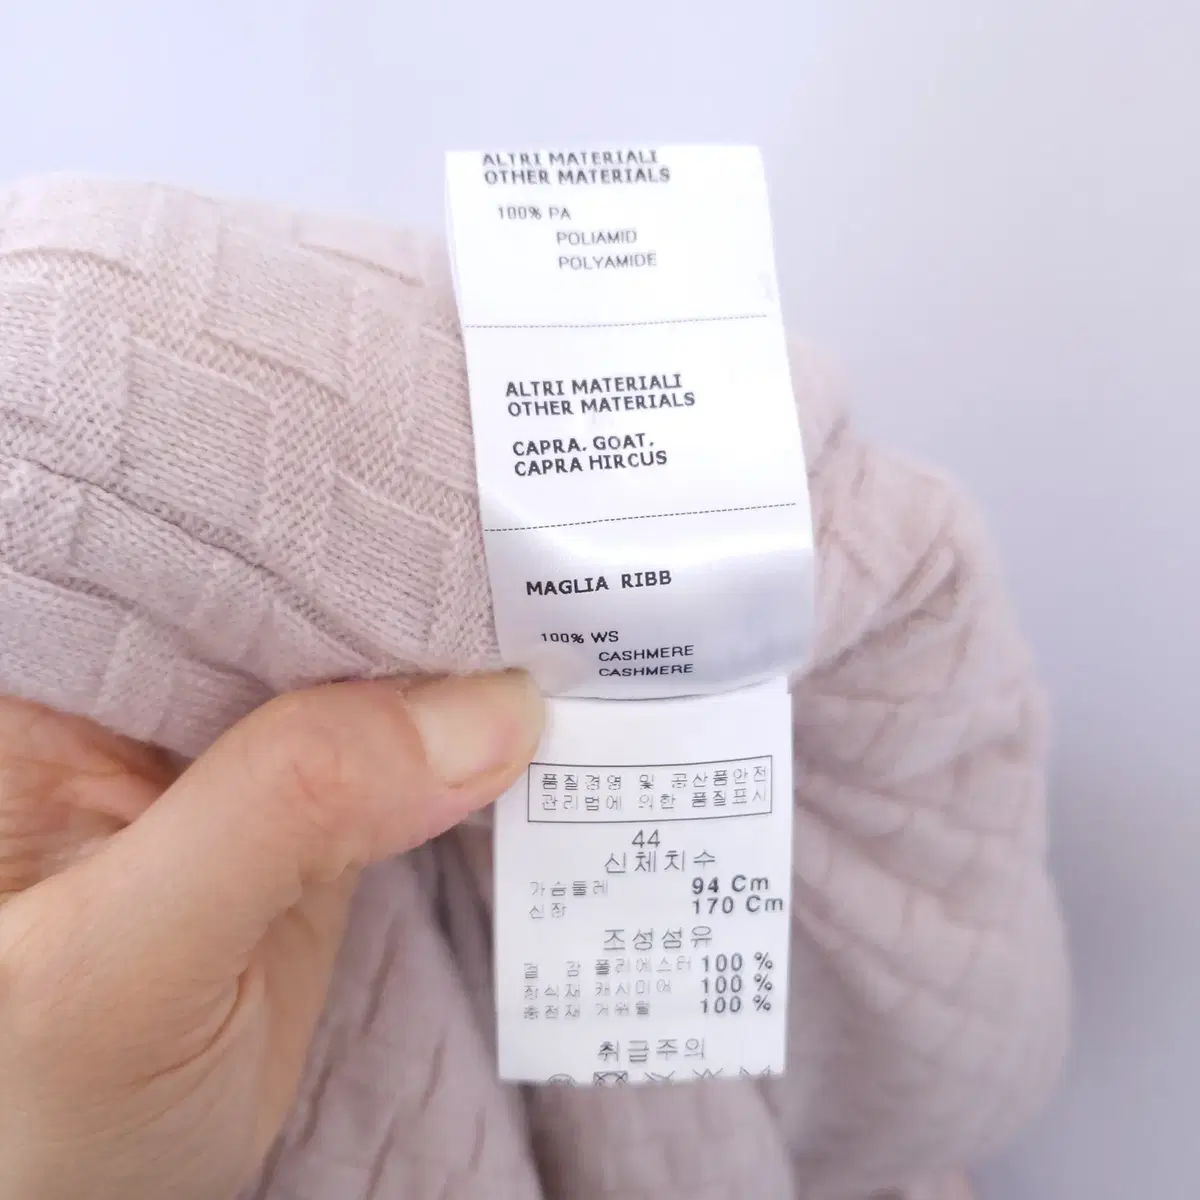 ALTRI MATERIALI
OTHER MATERIALS
100% PA
POLIAMID
POLYAMIDE
ALTRI MATERIALI
OTHER MATERIALS
CAPRA. GOAT.
CAPRA HIRCUS
MAGLIA RIBB
100% WS
CASHMERE
CASHMERE
품질경영 및 공산품안전
관리법에 의한 품질표시
44
신체치수
가슴둘레 94 Cm
신장 170 Cm
조성섬유
겉 감 폴리에스터 100 %
장식재 캐시미어 100 %
충전재 거위털 100 %
취급주의